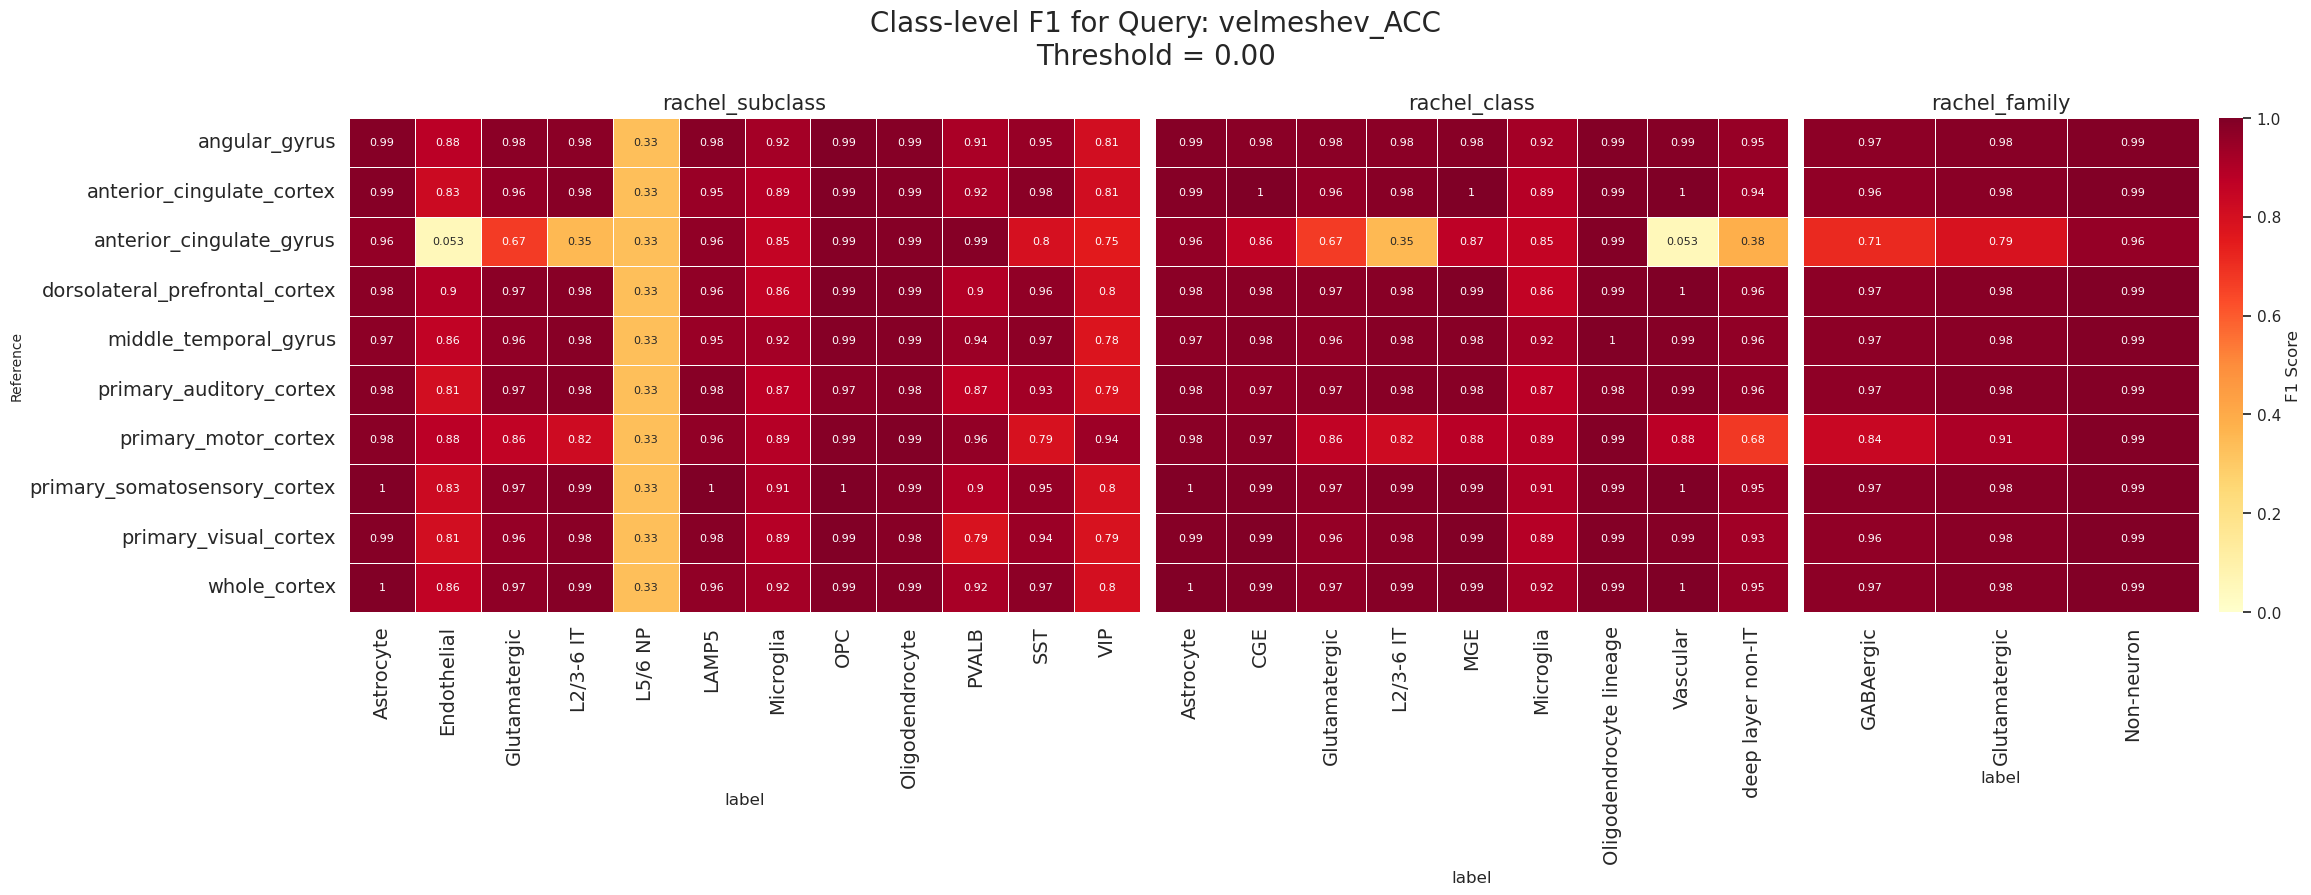 Class-level F1 for Query: velmeshev_ACC
Threshold = 0.00
rachel_subclass rachel_class rachel_family
angular_gyrus 0.99 0.88 0.98 0.98 0.33 0.98 0.92 0.99 0.99 0.91 0.95 0.81 0.99 0.98 0.98 0.98 0.98 0.92 0.99 0.99 0.95 0.97 0.98 0.99
anterior_cingulate_cortex 0.99 0.83 0.96 0.98 0.33 0.95 0.89 0.99 0.99 0.92 0.98 0.81 0.99 1 0.96 0.98 1 0.89 0.99 1 0.94 0.96 0.98 0.99
anterior_cingulate_gyrus 0.96 0.053 0.67 0.35 0.33 0.96 0.85 0.99 0.99 0.99 0.8 0.75 0.96 0.86 0.67 0.35 0.87 0.85 0.99 0.053 0.38 0.71 0.79 0.96
dorsolateral_prefrontal_cortex 0.98 0.9 0.97 0.98 0.33 0.96 0.86 0.99 0.99 0.9 0.96 0.8 0.98 0.98 0.97 0.98 0.99 0.86 0.99 1 0.96 0.97 0.98 0.99
middle_temporal_gyrus 0.97 0.86 0.96 0.98 0.33 0.95 0.92 0.99 0.99 0.94 0.97 0.78 0.97 0.98 0.96 0.98 0.98 0.92 1 0.99 0.96 0.97 0.98 0.99
primary_auditory_cortex 0.98 0.81 0.97 0.98 0.33 0.98 0.87 0.97 0.98 0.87 0.93 0.79 0.98 0.97 0.97 0.98 0.98 0.87 0.98 0.99 0.96 0.97 0.98 0.99
primary_motor_cortex 0.98 0.88 0.86 0.82 0.33 0.96 0.89 0.99 0.99 0.96 0.79 0.94 0.98 0.97 0.86 0.82 0.88 0.89 0.99 0.88 0.68 0.84 0.91 0.99
primary_somatosensory_cortex 1 0.83 0.97 0.99 0.33 1 0.91 1 0.99 0.9 0.95 0.8 1 0.99 0.97 0.99 0.99 0.91 0.99 1 0.95 0.97 0.98 0.99
primary_visual_cortex 0.99 0.81 0.96 0.98 0.33 0.98 0.89 0.99 0.98 0.79 0.94 0.79 0.99 0.99 0.96 0.98 0.99 0.89 0.99 0.99 0.93 0.96 0.98 0.99
whole_cortex 1 0.86 0.97 0.99 0.33 0.96 0.92 0.99 0.99 0.92 0.97 0.8 1 0.99 0.97 0.99 0.99 0.92 0.99 1 0.95 0.97 0.98 0.99
Reference
Astrocyte
Endothelial
Glutamatergic
L2/3-6 IT
L5/6 NP
LAMP5
Microglia
OPC
Oligodendrocyte
PVALB
SST
VIP
label
Astrocyte
CGE
Glutamatergic
L2/3-6 IT
MGE
Microglia
Oligodendrocyte lineage
Vascular
deep layer non-IT
label
GABAergic
Glutamatergic
Non-neuron
label
1.0
0.8
0.6
0.4
0.2
0.0
F1 Score